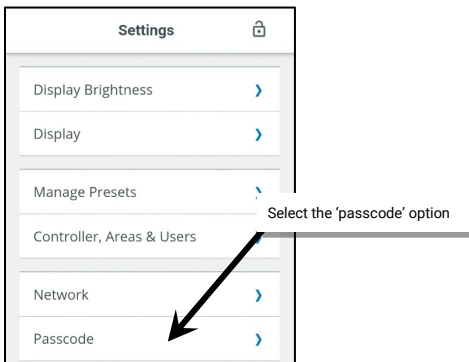 Settings
Display Brightness
Display
Manage Presets
Select the ‘passcode’ option
Controller, Areas & Users
Network
Passcode